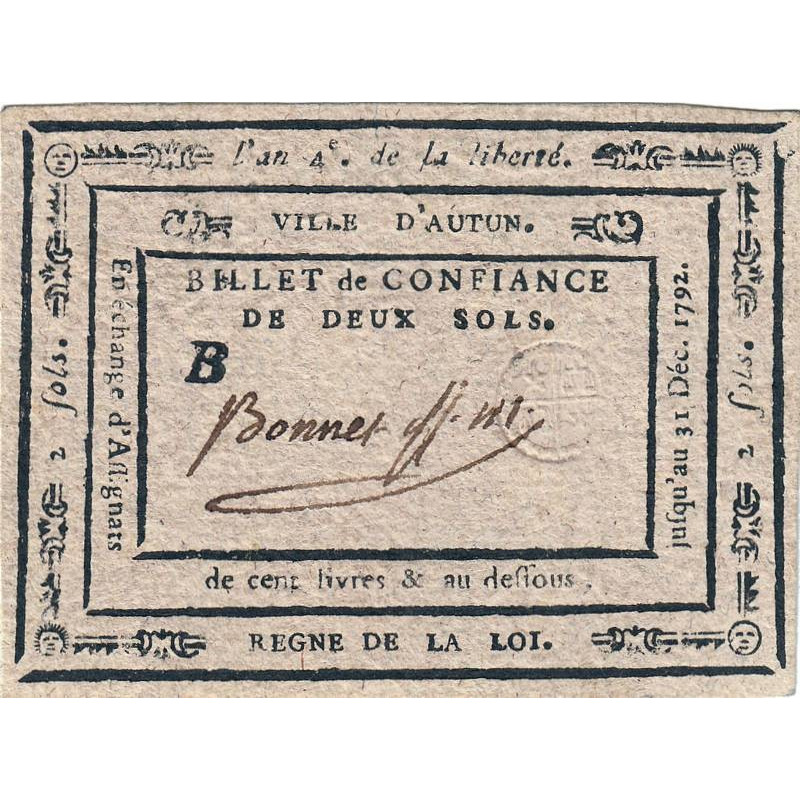 l'an 4e. de la liberté.
VILLE D'AUTUN.
En échange d'Aſſignats
de cent livres & au deſſous,
juſqu'au 31 Déc. 1792.
BILLET de CONFIANCE
DE DEUX SOLS.
B
Bonnet
2 ſols.
2 ſols.
REGNE DE LA LOI.